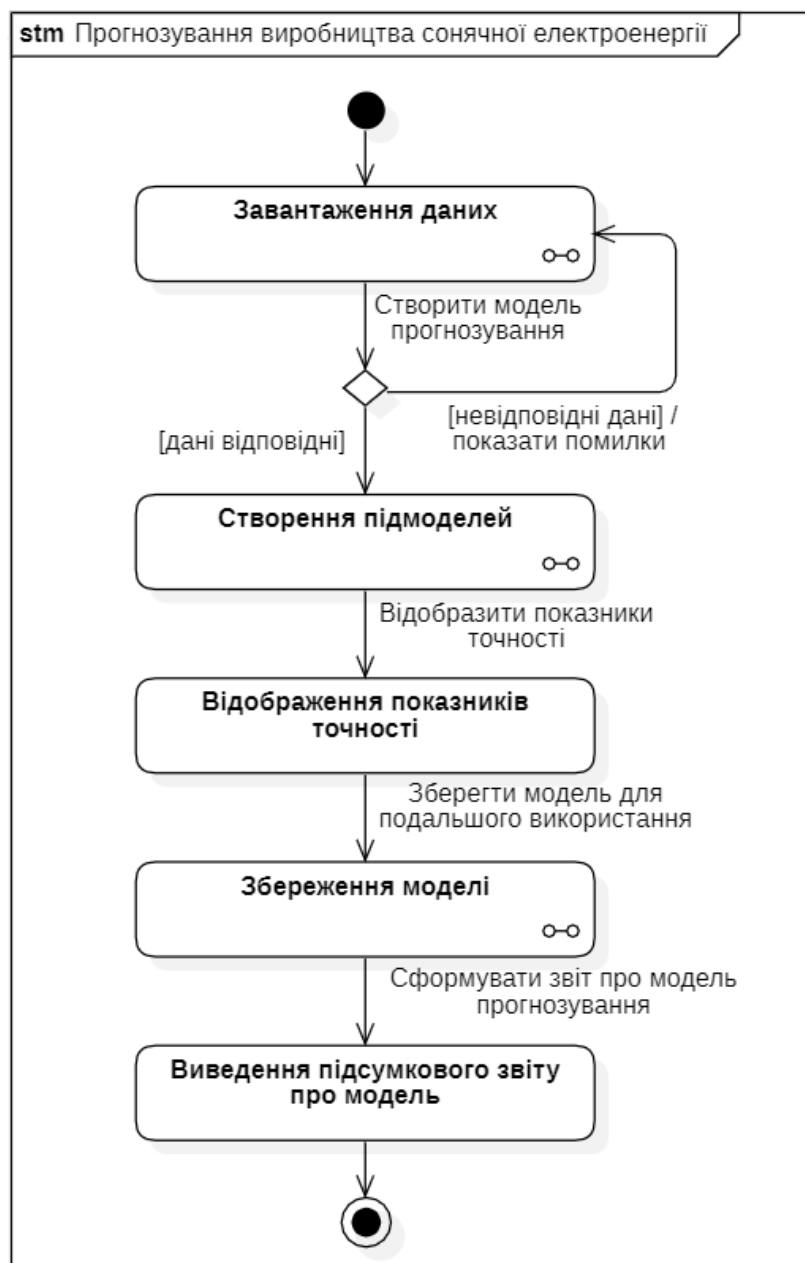 stm Прогнозування виробництва сонячної електроенергії
Завантаження даних
Створити модель
прогнозування
[невідповідні дані] /
показати помилки
[дані відповідні]
Створення підмоделей
Відобразити показники
точності
Відображення показників
точності
Зберегти модель для
подальшого використання
Збереження моделі
Сформувати звіт про модель
прогнозування
Виведення підсумкового звіту
про модель